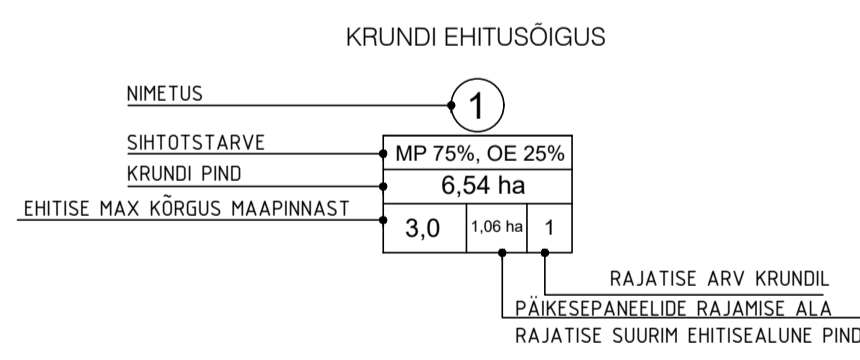 KRUNDI EHITUSÕIGUS
NIMETUS
1
SIHTOTSTARVE
MP 75%, OE 25%
KRUNDI PIND
6,54 ha
EHITISE MAX KÕRGUS MAAPINNAST
3,0 1,06 ha 1
RAJATISE ARV KRUNDIL
PÄIKESEPANEELIDE RAJAMISE ALA
RAJATISE SUURIM EHITISEALUNE PIND